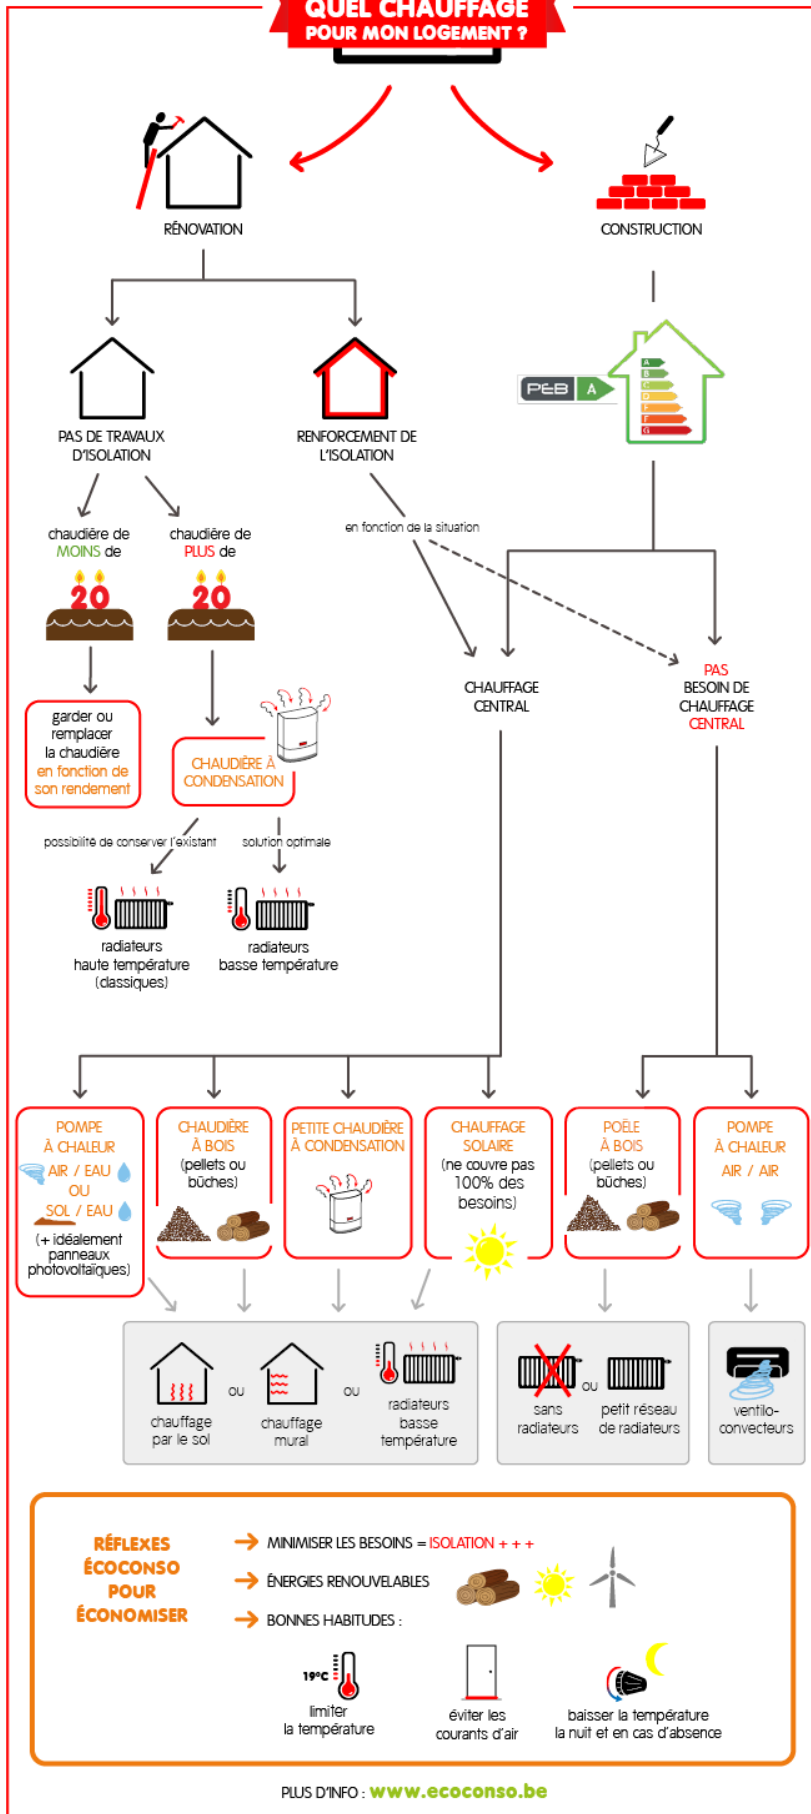 QUEL CHAUFFAGE
POUR MON LOGEMENT ?
RÉNOVATION
CONSTRUCTION
PEB A
A
B
C
D
E
F
G
PAS DE TRAVAUX
D'ISOLATION
RENFORCEMENT DE
L'ISOLATION
chaudière de
MOINS de
20
chaudière de
PLUS de
20
en fonction de la situation
garder ou
remplacer
la chaudière
en fonction de
son rendement
CHAUDIÈRE À
CONDENSATION
CHAUFFAGE
CENTRAL
PAS
BESOIN DE
CHAUFFAGE
CENTRAL
possibilité de conserver l'existant
solution optimale
radiateurs
haute température
(classiques)
radiateurs
basse température
POMPE
À CHALEUR
AIR / EAU
OU
SOL / EAU
(+ idéalement
panneaux
photovoltaïques)
CHAUDIÈRE
À BOIS
(pellets ou
bûches)
PETITE CHAUDIÈRE
À CONDENSATION
CHAUFFAGE
SOLAIRE
(ne couvre pas
100% des
besoins)
POÊLE
À BOIS
(pellets ou
bûches)
POMPE
À CHALEUR
AIR / AIR
chauffage
par le sol
ou
chauffage
mural
ou
radiateurs
basse
température
sans
radiateurs
ou
petit réseau
de radiateurs
ventilo-
convecteurs
RÉFLEXES
ÉCOCONSO
POUR
ÉCONOMISER
MINIMISER LES BESOINS = ISOLATION + + +
ÉNERGIES RENOUVELABLES
BONNES HABITUDES :
19°C
limiter
la température
éviter les
courants d'air
baisser la température
la nuit et en cas d'absence
PLUS D'INFO : www.ecoconso.be